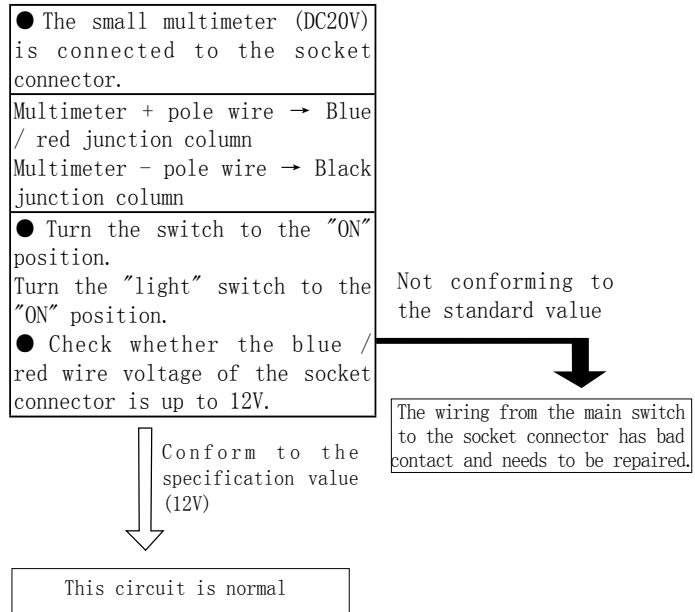 ● The small multimeter (DC20V)
is connected to the socket
connector.
Multimeter + pole wire → Blue
/ red junction column
Multimeter − pole wire → Black
junction column
● Turn the switch to the "ON"
position.
Turn the "light" switch to the
"ON" position.
● Check whether the blue /
red wire voltage of the socket
connector is up to 12V.
Not conforming to
the standard value
The wiring from the main switch
to the socket connector has bad
contact and needs to be repaired.
Conform to the
specification value
(12V)
This circuit is normal